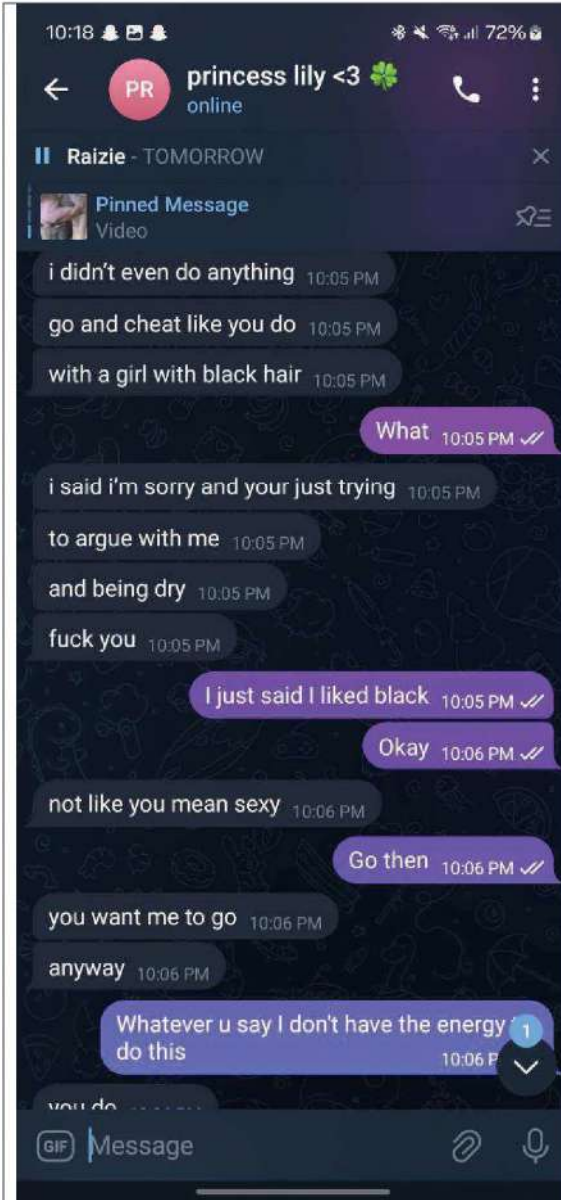 10:18 72%
PR princess lily <3 🍀
online
Raizie - TOMORROW
Pinned Message
Video
i didn't even do anything 10:05 PM
go and cheat like you do 10:05 PM
with a girl with black hair 10:05 PM
What 10:05 PM
i said i'm sorry and your just trying 10:05 PM
to argue with me 10:05 PM
and being dry 10:05 PM
fuck you 10:05 PM
I just said I liked black 10:05 PM
Okay 10:06 PM
not like you mean sexy 10:06 PM
Go then 10:06 PM
you want me to go 10:06 PM
anyway 10:06 PM
Whatever u say I don't have the energy
1
do this 10:06 P
you do
GIF Message